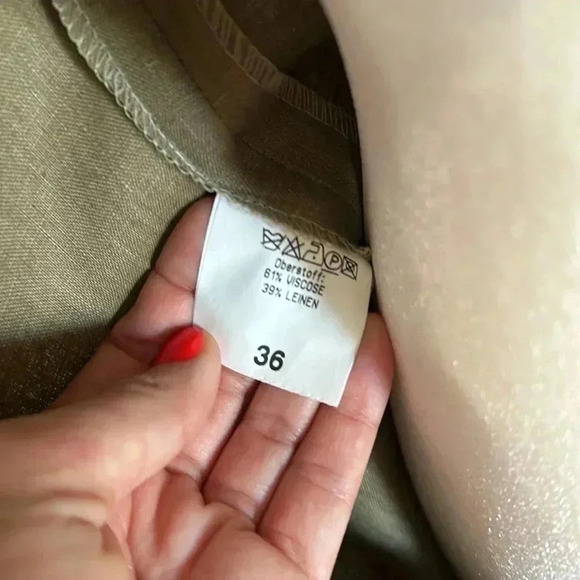 P
Oberstoff:
61% VISCOSE
39% LEINEN
36